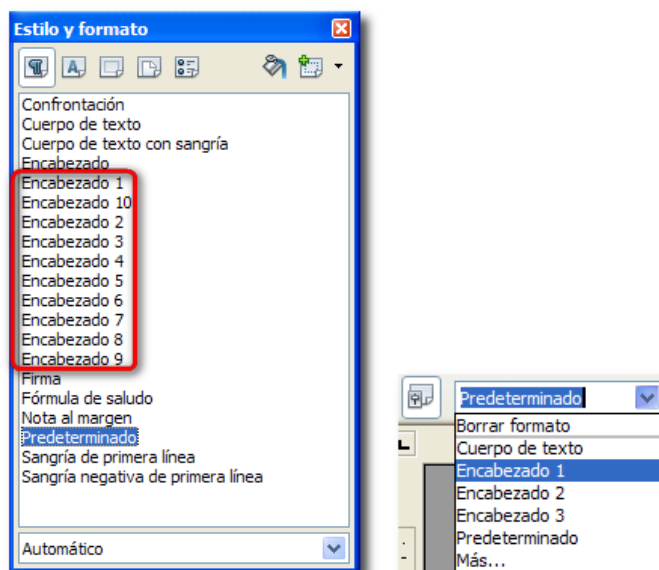 Estilo y formato
Confrontación
Cuerpo de texto
Cuerpo de texto con sangría
Encabezado
Encabezado 1
Encabezado 10
Encabezado 2
Encabezado 3
Encabezado 4
Encabezado 5
Encabezado 6
Encabezado 7
Encabezado 8
Encabezado 9
Firma
Fórmula de saludo
Nota al margen
Predeterminado
Sangría de primera línea
Sangría negativa de primera línea
Automático
Predeterminado
Borrar formato
Cuerpo de texto
Encabezado 1
Encabezado 2
Encabezado 3
Predeterminado
Más...